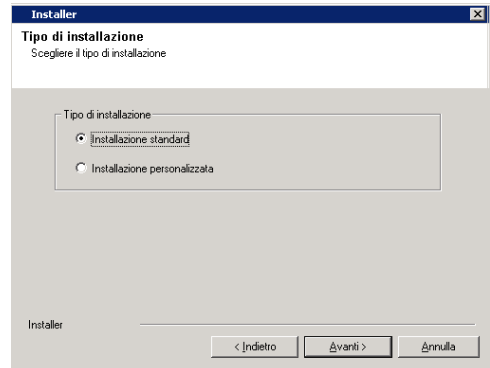 Installer
Tipo di installazione
Scegliere il tipo di installazione
Tipo di installazione
Installazione standard
Installazione personalizzata
Installer
< Indietro
Avanti >
Annulla